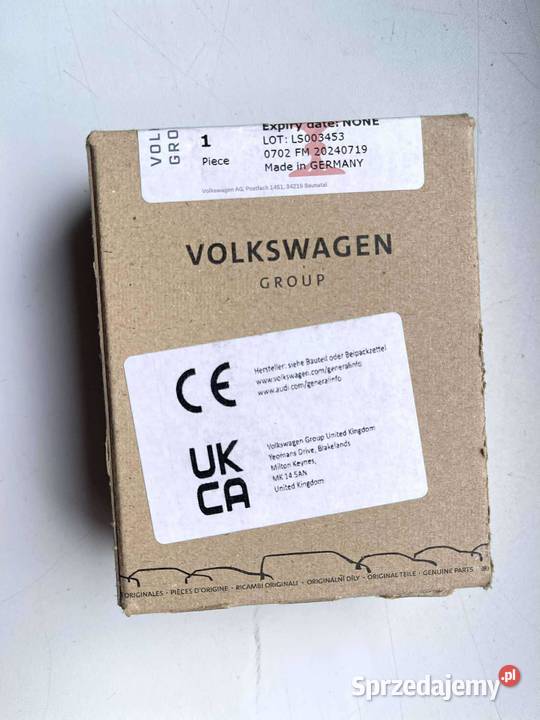 VOLK
GRO
1
Piece
Expiry date: NONE
LOT: LS003453
0702 FM 20240719
Made in GERMANY
Volkswagen AG, Postfach 1451, 34219 Baunatal
VOLKSWAGEN
GROUP
CE
Hersteller: siehe Bauteil oder Beipackzettel
www.volkswagen.com/generalinfo
www.audi.com/generalinfo
UK
CA
Volkswagen Group United Kingdom
Yeomans Drive, Blakelands
Milton Keynes,
MK 14 5AN
United Kingdom
ORIGINALES · PIÈCES D'ORIGINE · RICAMBI ORIGINALI · ORIGINÁLNÍ DÍLY · ORIGINAL TEILE · GENUINE PARTS
Sprzedajemy.pl